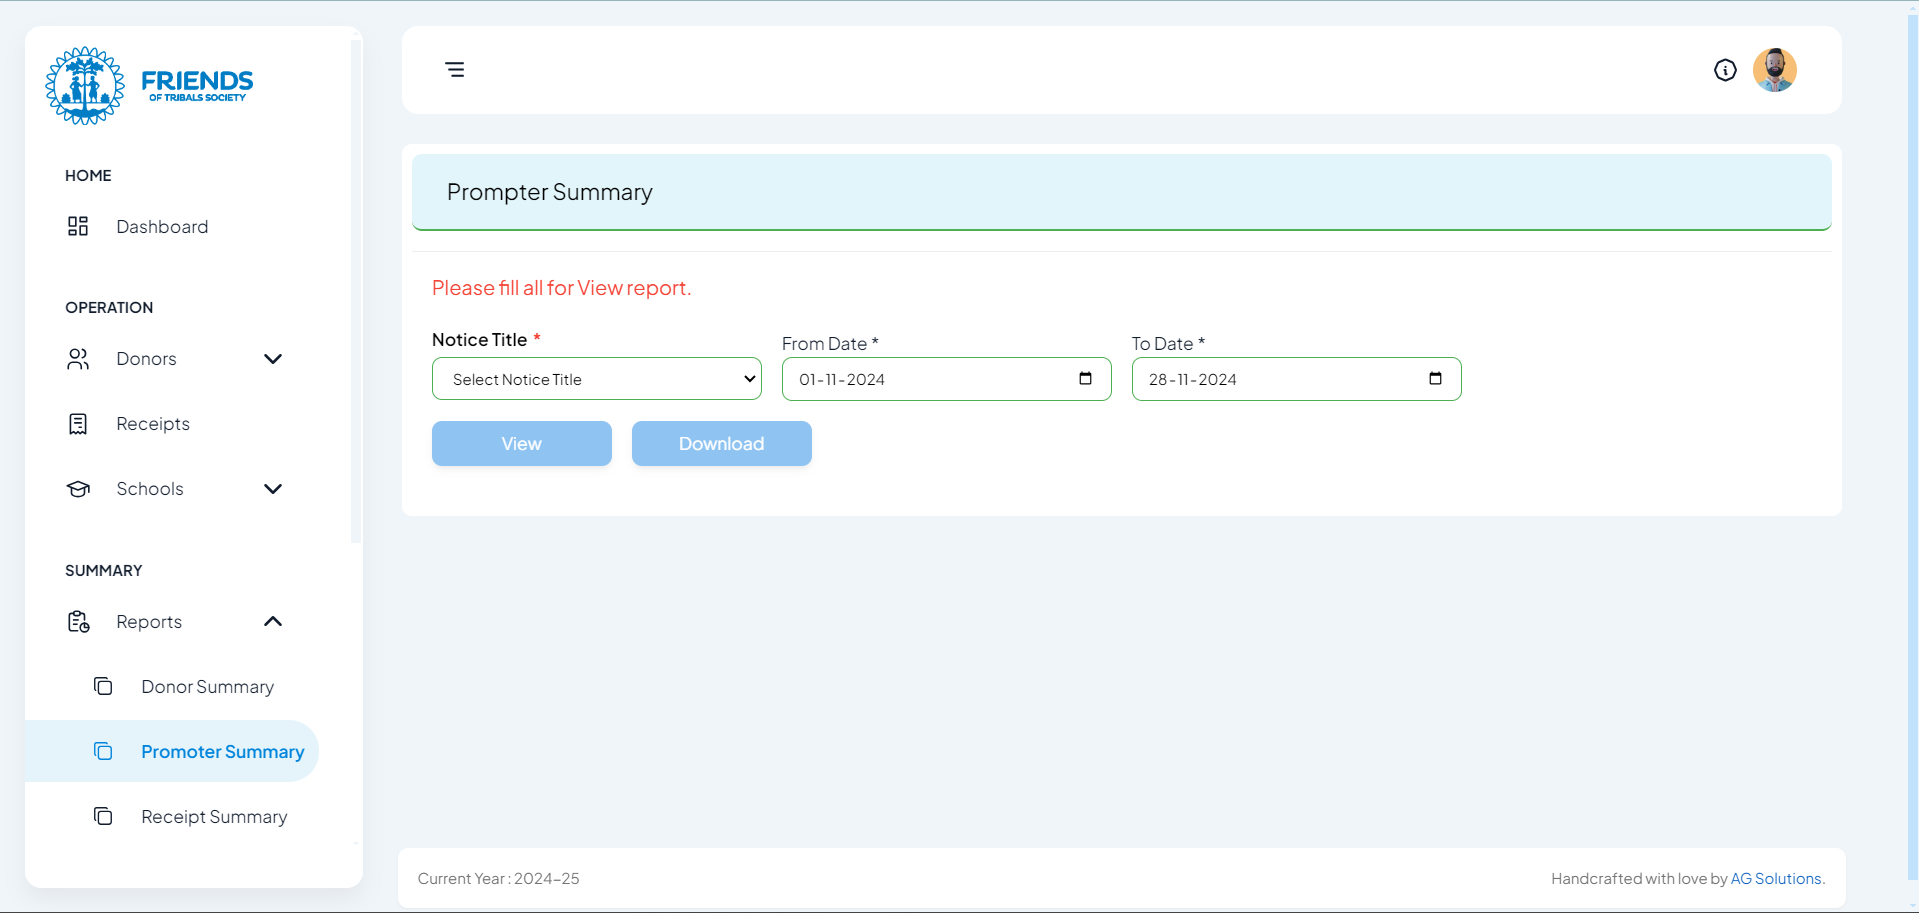 FRIENDS
OF TRIBALS SOCIETY
HOME
Dashboard
OPERATION
Donors
Receipts
Schools
SUMMARY
Reports
Donor Summary
Promoter Summary
Receipt Summary
Prompter Summary
Please fill all for View report.
Notice Title *
From Date *
To Date *
Select Notice Title
01-11-2024
28-11-2024
View
Download
Current Year : 2024-25
Handcrafted with love by AG Solutions.